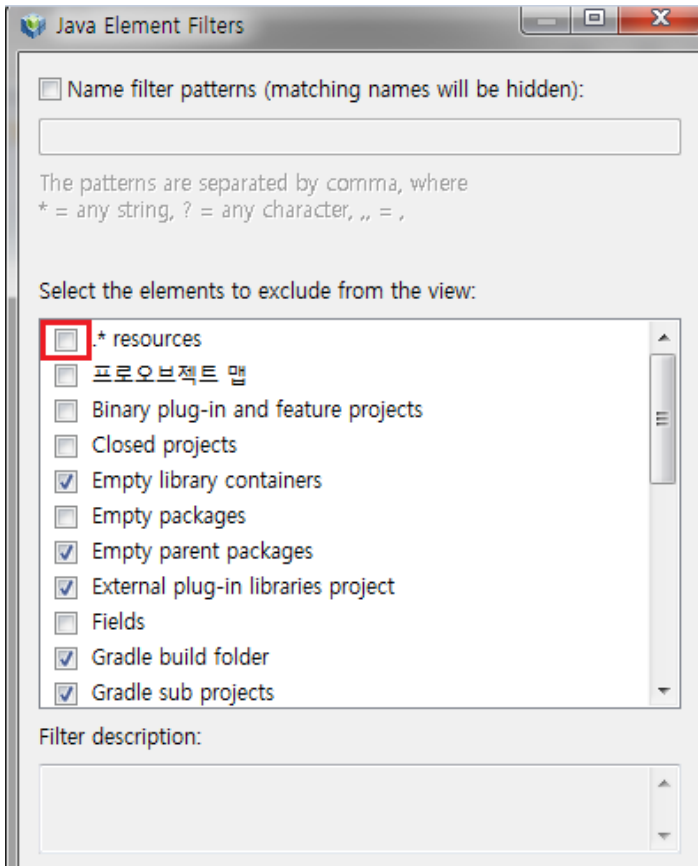 Java Element Filters
Name filter patterns (matching names will be hidden):
The patterns are separated by comma, where
* = any string, ? = any character, ,, = ,
Select the elements to exclude from the view:
.* resources
프로오브젝트 맵
Binary plug-in and feature projects
Closed projects
Empty library containers
Empty packages
Empty parent packages
External plug-in libraries project
Fields
Gradle build folder
Gradle sub projects
Filter description: